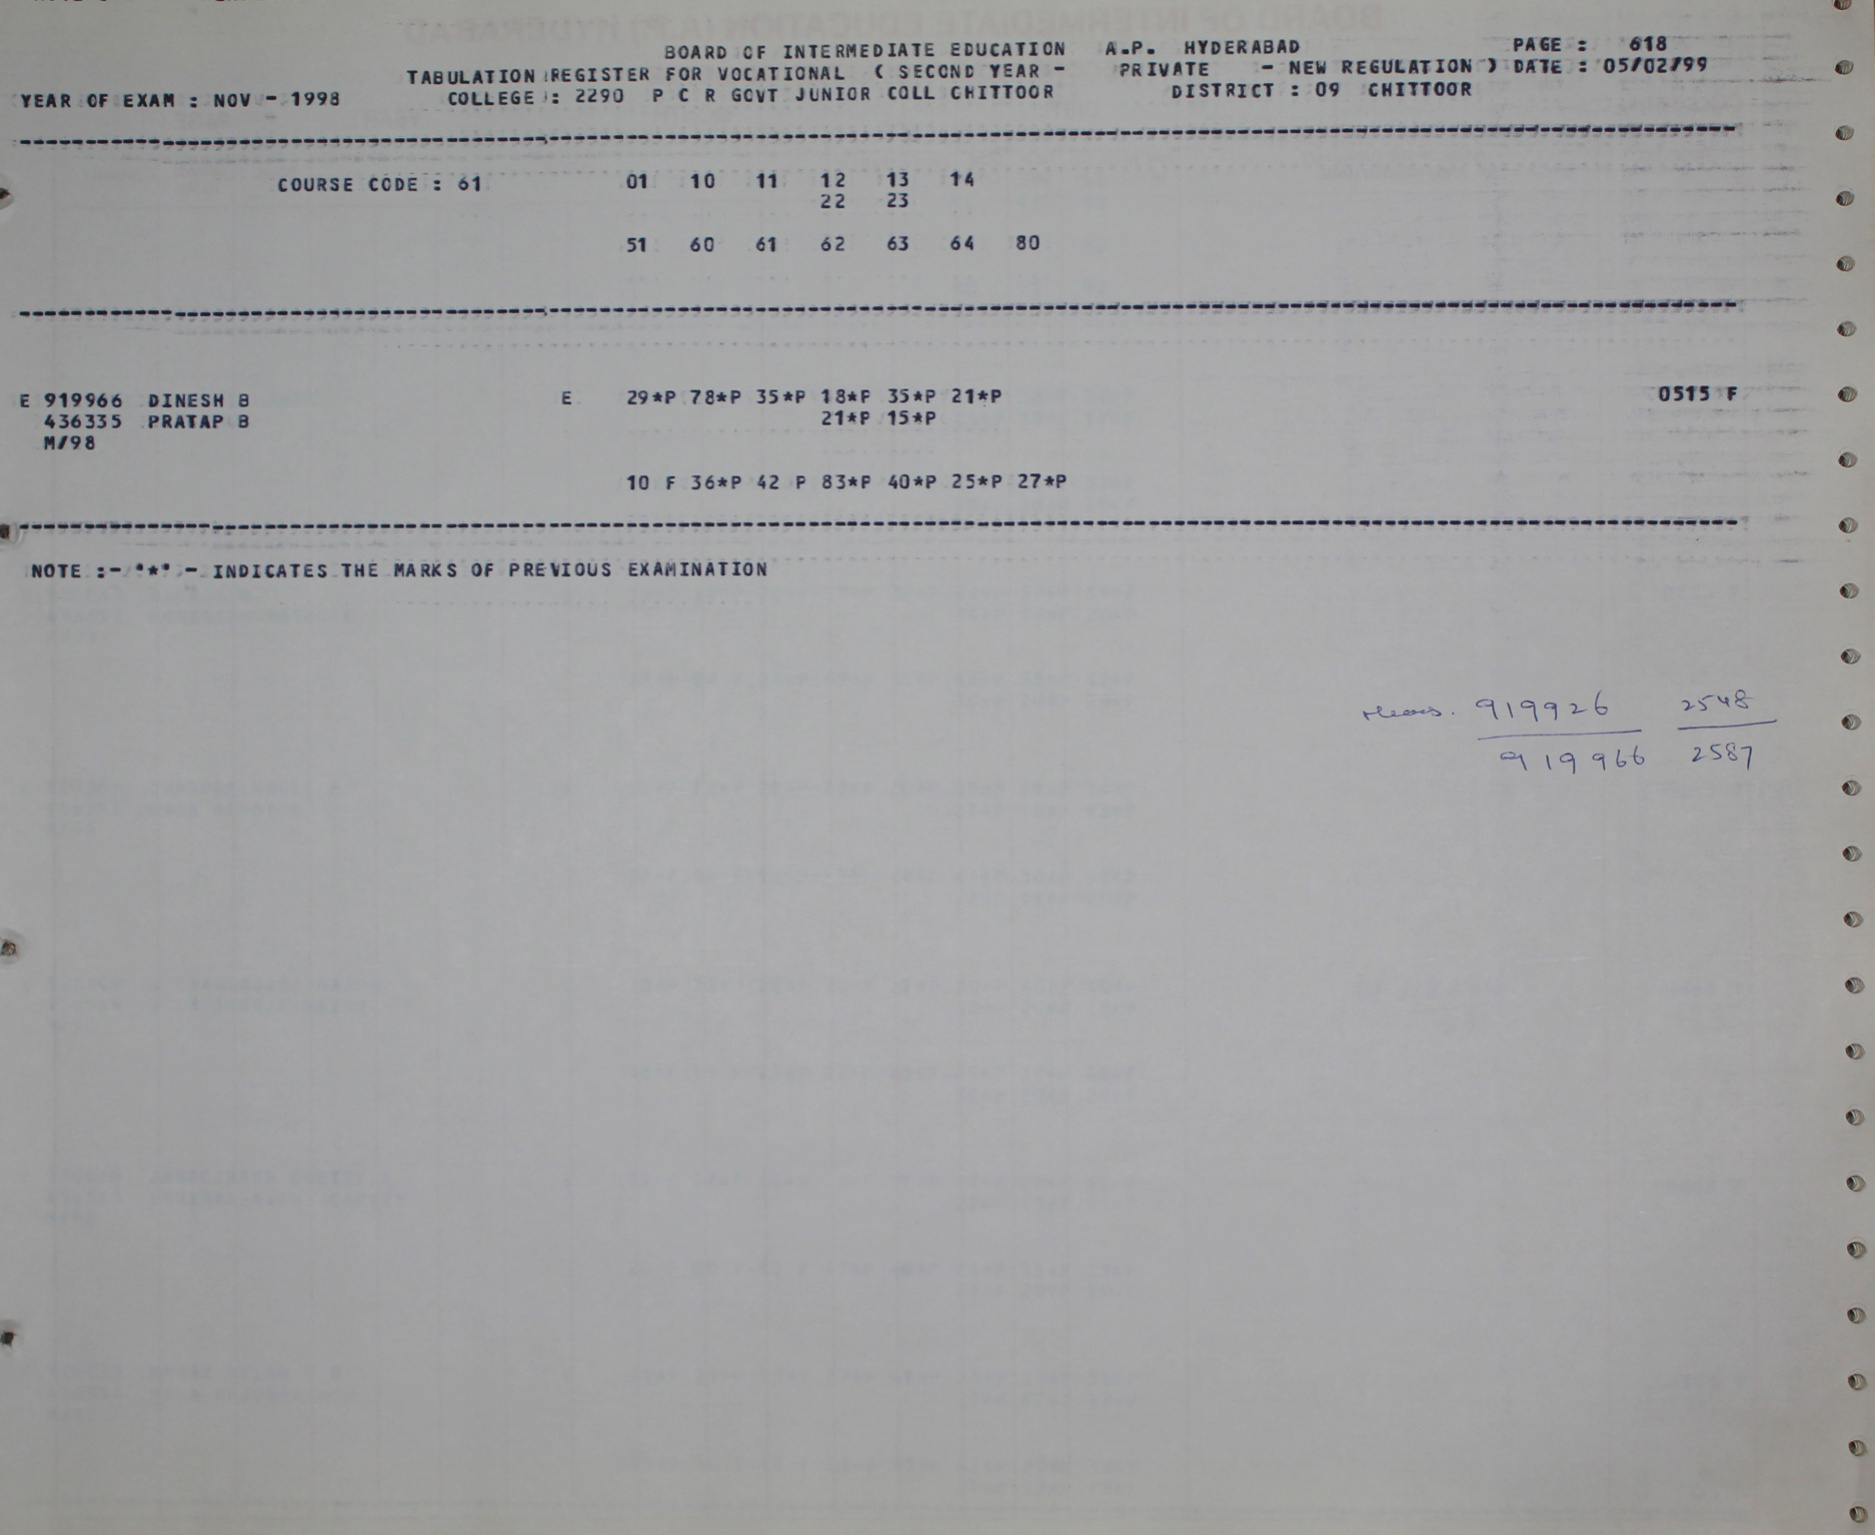 BOARD OF INTERMEDIATE EDUCATION A.P. HYDERABAD PAGE : 618
TABULATION REGISTER FOR VOCATIONAL ( SECOND YEAR - PRIVATE - NEW REGULATION ) DATE : 05/02/99
YEAR OF EXAM : NOV - 1998 COLLEGE : 2290 P C R GOVT JUNIOR COLL CHITTOOR DISTRICT : 09 CHITTOOR
COURSE CODE : 61 01 10 11 12 13 14
22 23
51 60 61 62 63 64 80
E 919966 DINESH B E 29*P 78*P 35*P 18*P 35*P 21*P 0515 F
436335 PRATAP B 21*P 15*P
M/98
10 F 36*P 42 P 83*P 40*P 25*P 27*P
NOTE :- '*' - INDICATES THE MARKS OF PREVIOUS EXAMINATION
919926 2548
919966 2587